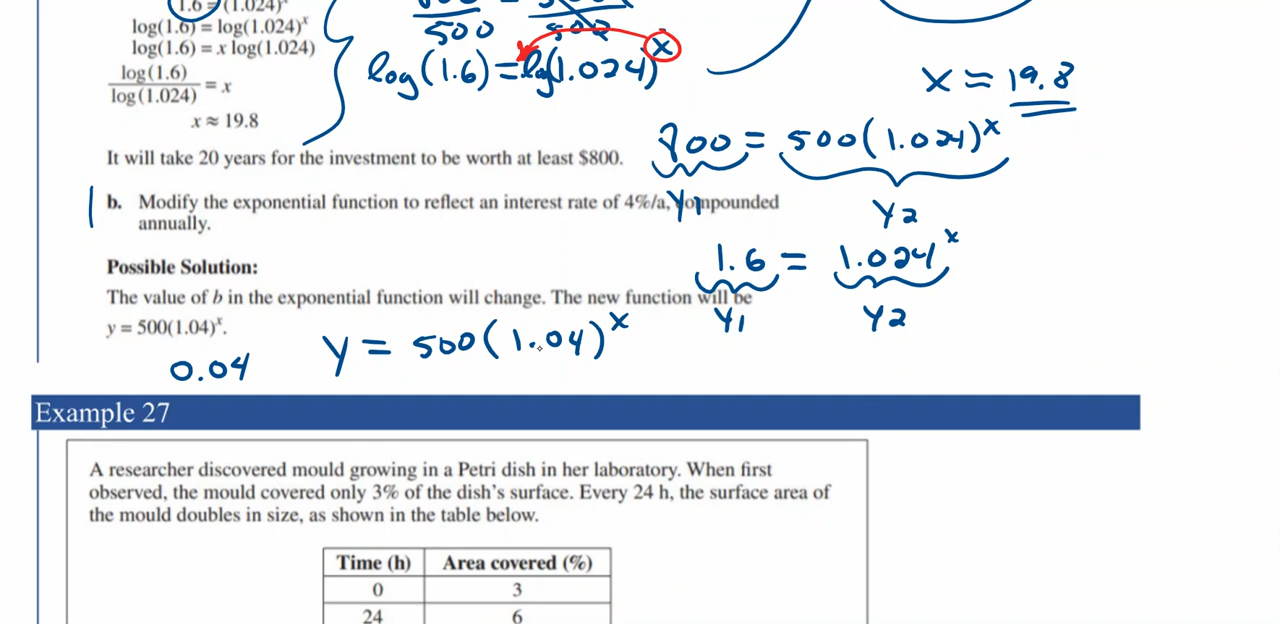 1.6 = (1.024)
log(1.6) = log(1.024)^x
log(1.6) = x log(1.024)
log(1.6)
log(1.024) = x
x ≈ 19.8
500
log(1.6) = log(1.024)^x
x ≈ 19.8
It will take 20 years for the investment to be worth at least $800.
800 = 500(1.024)^x
Y1 Y2
b. Modify the exponential function to reflect an interest rate of 4%/a, compounded
annually.
1.6 = 1.024^x
Y1 Y2
Possible Solution:
The value of b in the exponential function will change. The new function will be
y = 500(1.04)^x.
0.04 y = 500(1.04)^x
Example 27
A researcher discovered mould growing in a Petri dish in her laboratory. When first
observed, the mould covered only 3% of the dish's surface. Every 24 h, the surface area of
the mould doubles in size, as shown in the table below.
Time (h) Area covered (%)
0 3
24 6